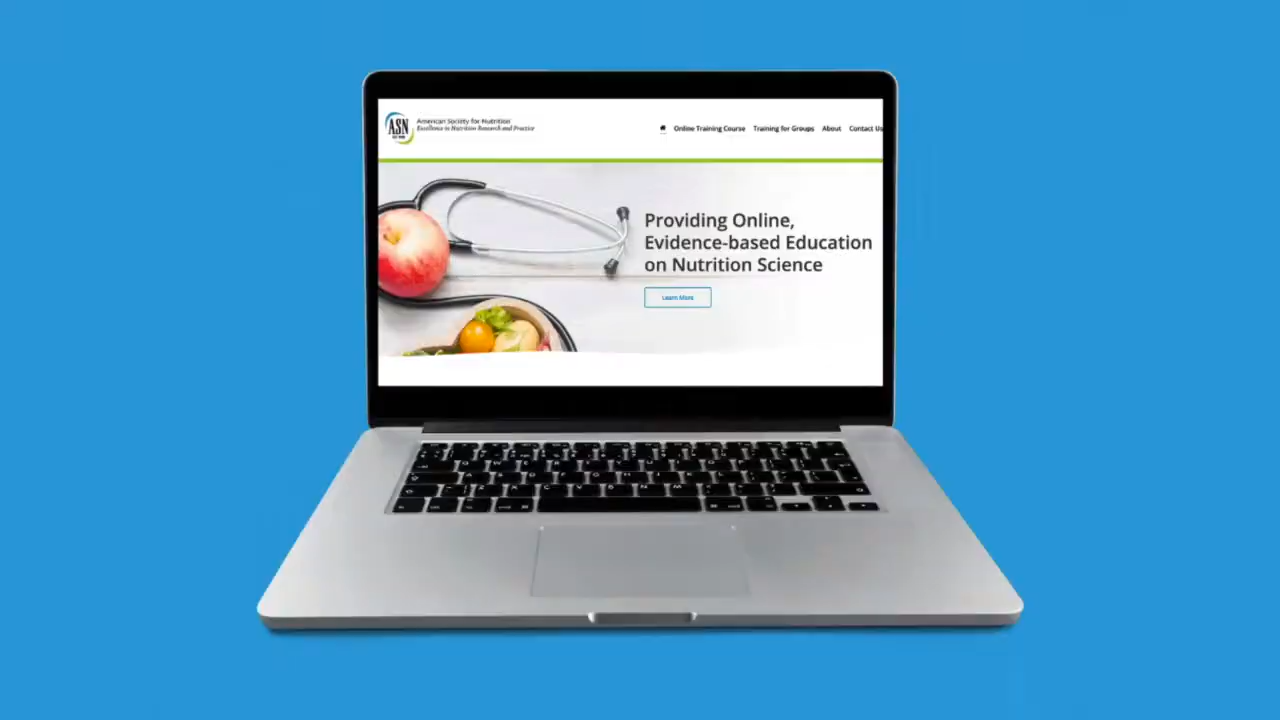 ASN
American Society for Nutrition
Excellence in Nutrition Research and Practice
Online Training Course
Training for Groups
About
Contact Us
Providing Online,
Evidence-based Education
on Nutrition Science
Learn More